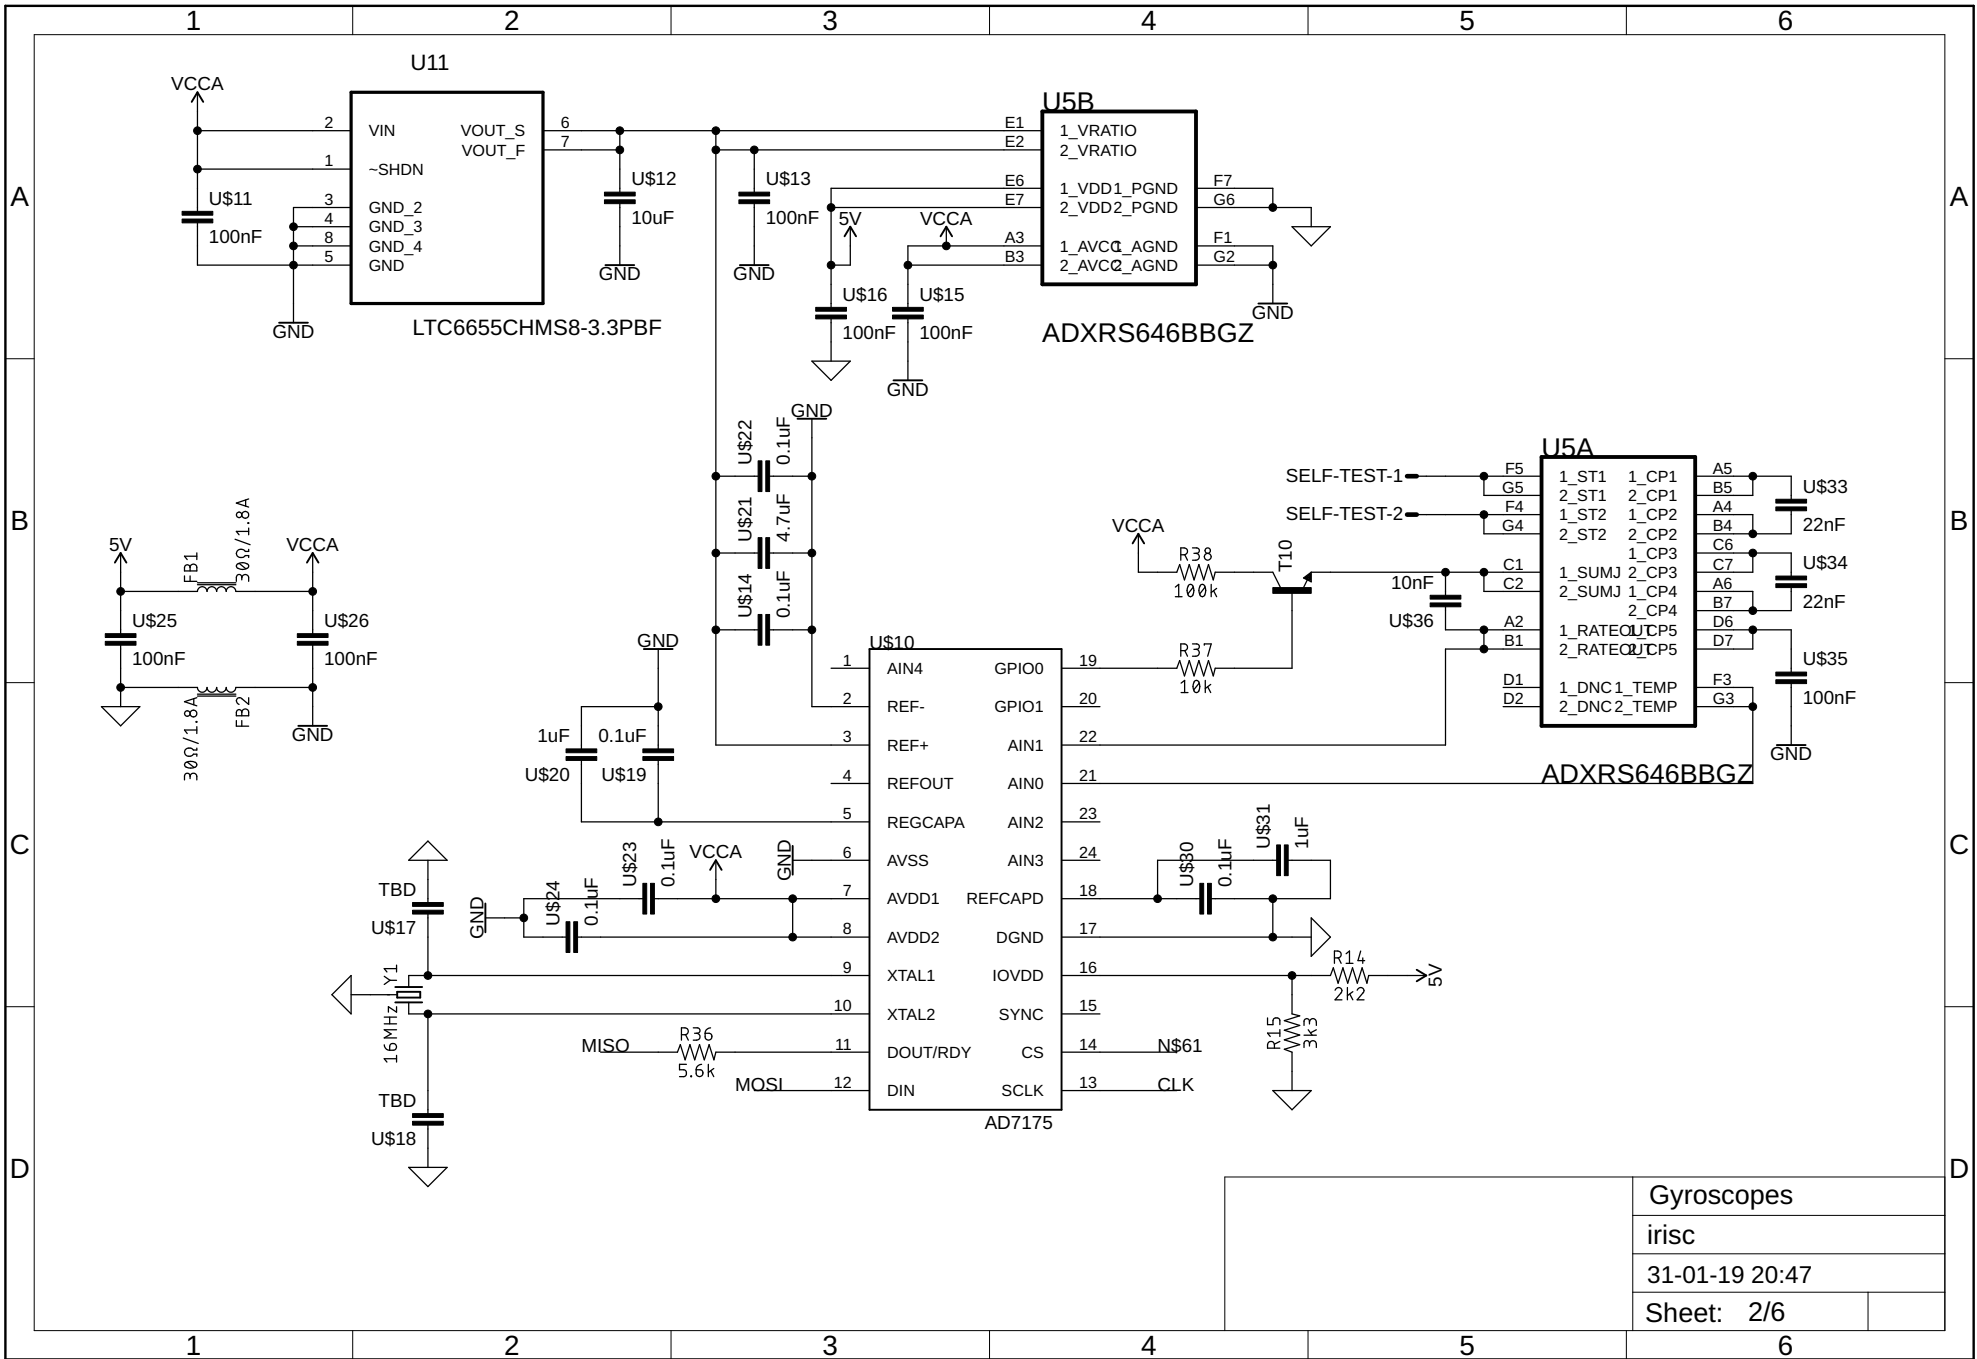 1 2 3 4 5 6
A A
B B
C C
D D
U11
VCCA
2 VIN VOUT_S 6
VOUT_F 7
1 ~SHDN
3 GND_2
4 GND_3
8 GND_4
5 GND
U$11
100nF
GND
LTC6655CHMS8-3.3PBF
U$12
10uF
GND
U$13
100nF
GND
U5B
E1 1_VRATIO
E2 2_VRATIO
E6 1_VDD 1_PGND F7
E7 2_VDD 2_PGND G6
A3 1_AVCC 1_AGND F1
B3 2_AVCC 2_AGND G2
5V
VCCA
U$16
100nF
U$15
100nF
GND
GND
ADXRS646BBGZ
GND
U$22
0.1uF
U$21
4.7uF
U$14
0.1uF
5V
FB1
30Ω/1.8A
VCCA
U$25
100nF
U$26
100nF
30Ω/1.8A
FB2
GND
U5A
SELF-TEST-1
SELF-TEST-2
F5 1_ST1 1_CP1 A5
G5 2_ST1 2_CP1 B5
F4 1_ST2 1_CP2 A4
G4 2_ST2 2_CP2 B4
1_CP3 C6
C1 1_SUMJ 2_CP3 C7
C2 2_SUMJ 1_CP4 A6
2_CP4 B7
A2 1_RATEOUT 1_CP5 D6
B1 2_RATEOUT 2_CP5 D7
D1 1_DNC 1_TEMP F3
D2 2_DNC 2_TEMP G3
U$33
22nF
U$34
22nF
U$35
100nF
GND
ADXRS646BBGZ
VCCA
R38
100k
T10
10nF
U$36
R37
10k
GND
1uF
U$20
0.1uF
U$19
U$10
1 AIN4 GPIO0 19
2 REF- GPIO1 20
3 REF+ AIN1 22
4 REFOUT AIN0 21
5 REGCAPA AIN2 23
6 AVSS AIN3 24
7 AVDD1 REFCAPD 18
8 AVDD2 DGND 17
9 XTAL1 IOVDD 16
10 XTAL2 SYNC 15
11 DOUT/RDY CS 14
12 DIN SCLK 13
AD7175
GND
U$23
0.1uF
VCCA
GND
U$24
0.1uF
TBD
U$17
Y1
16MHz
TBD
U$18
MISO
R36
5.6k
MOSI
U$30
0.1uF
U$31
1uF
R14
2k2
5V
R15
3k3
N$61
CLK
Gyroscopes
irisc
31-01-19 20:47
Sheet: 2/6
1 2 3 4 5 6